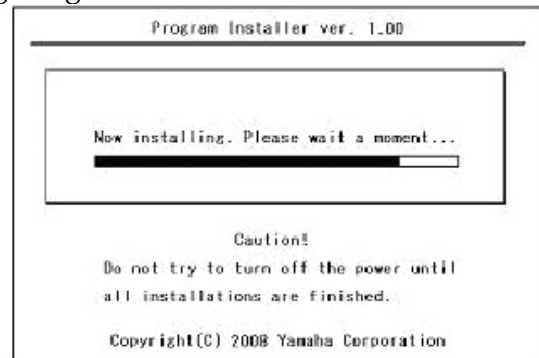 Program Installer ver. 1.00
Now installing. Please wait a moment...
Caution!
Do not try to turn off the power until
all installations are finished.
Copyright(C) 2008 Yamaha Corporation